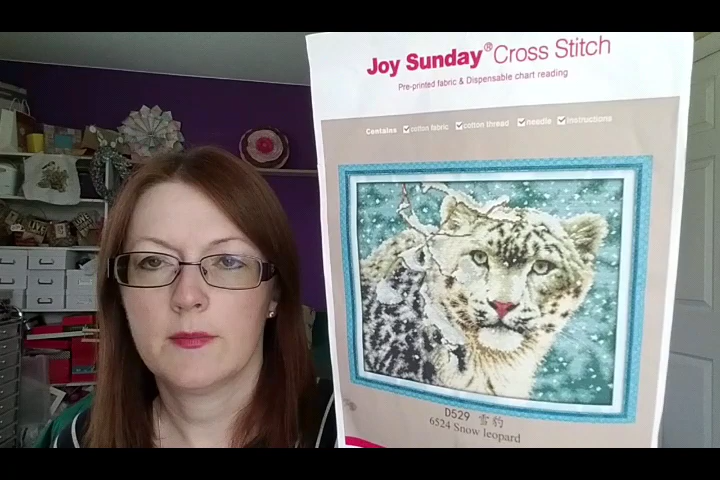 Joy Sunday® Cross Stitch
Pre-printed fabric & Dispensable chart reading
Contains cotton fabric cotton thread needle instructions
D529 雪豹
6524 Snow leopard